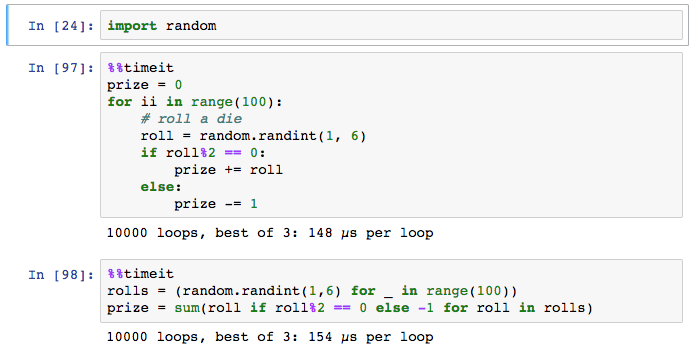 In [24]: import random
In [97]: %%timeit
prize = 0
for ii in range(100):
    # roll a die
    roll = random.randint(1, 6)
    if roll%2 == 0:
        prize += roll
    else:
        prize -= 1
10000 loops, best of 3: 148 µs per loop
In [98]: %%timeit
rolls = (random.randint(1,6) for _ in range(100))
prize = sum(roll if roll%2 == 0 else -1 for roll in rolls)
10000 loops, best of 3: 154 µs per loop